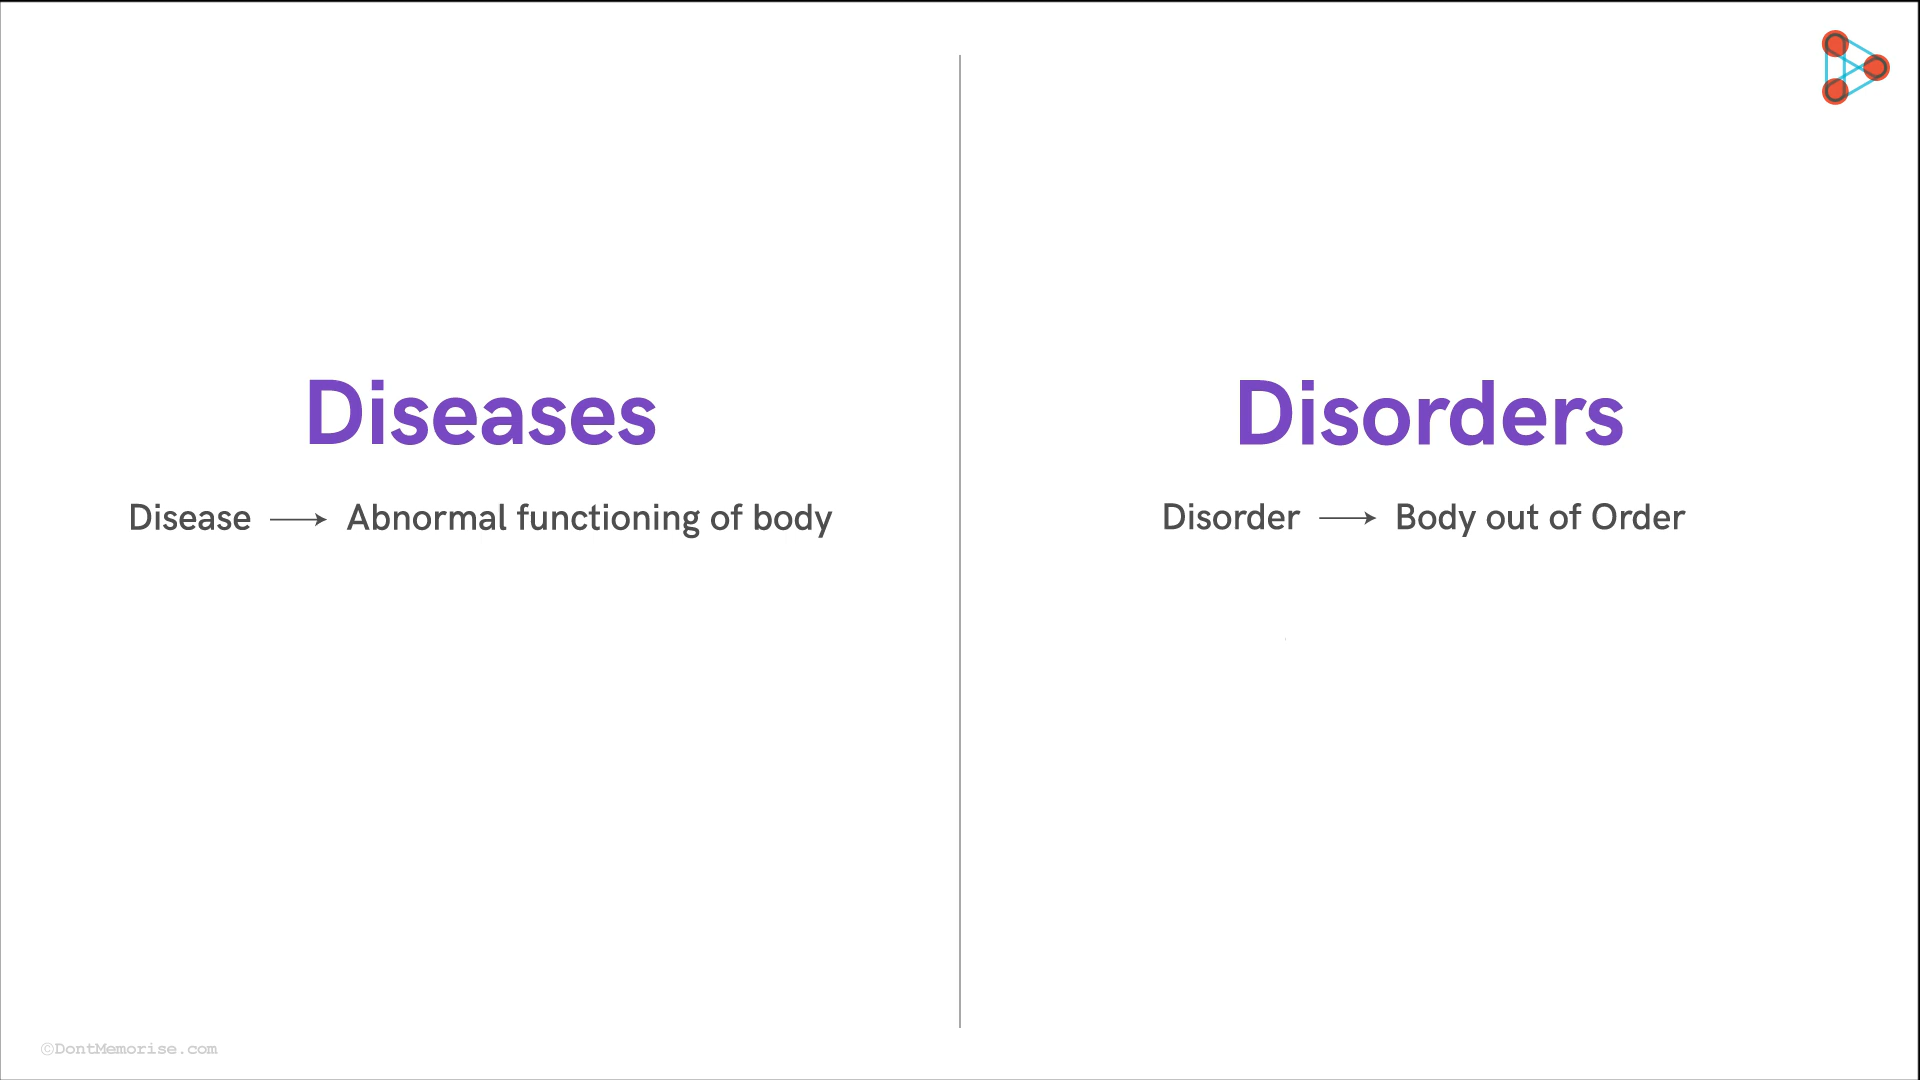 Diseases
Disease → Abnormal functioning of body
Disorders
Disorder → Body out of Order
©DontMemorise.com